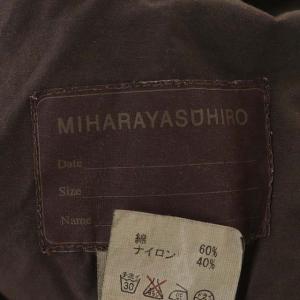 MIHARAYASUHIRO
Date
Size
Name
綿 60%
ナイロン 40%
30